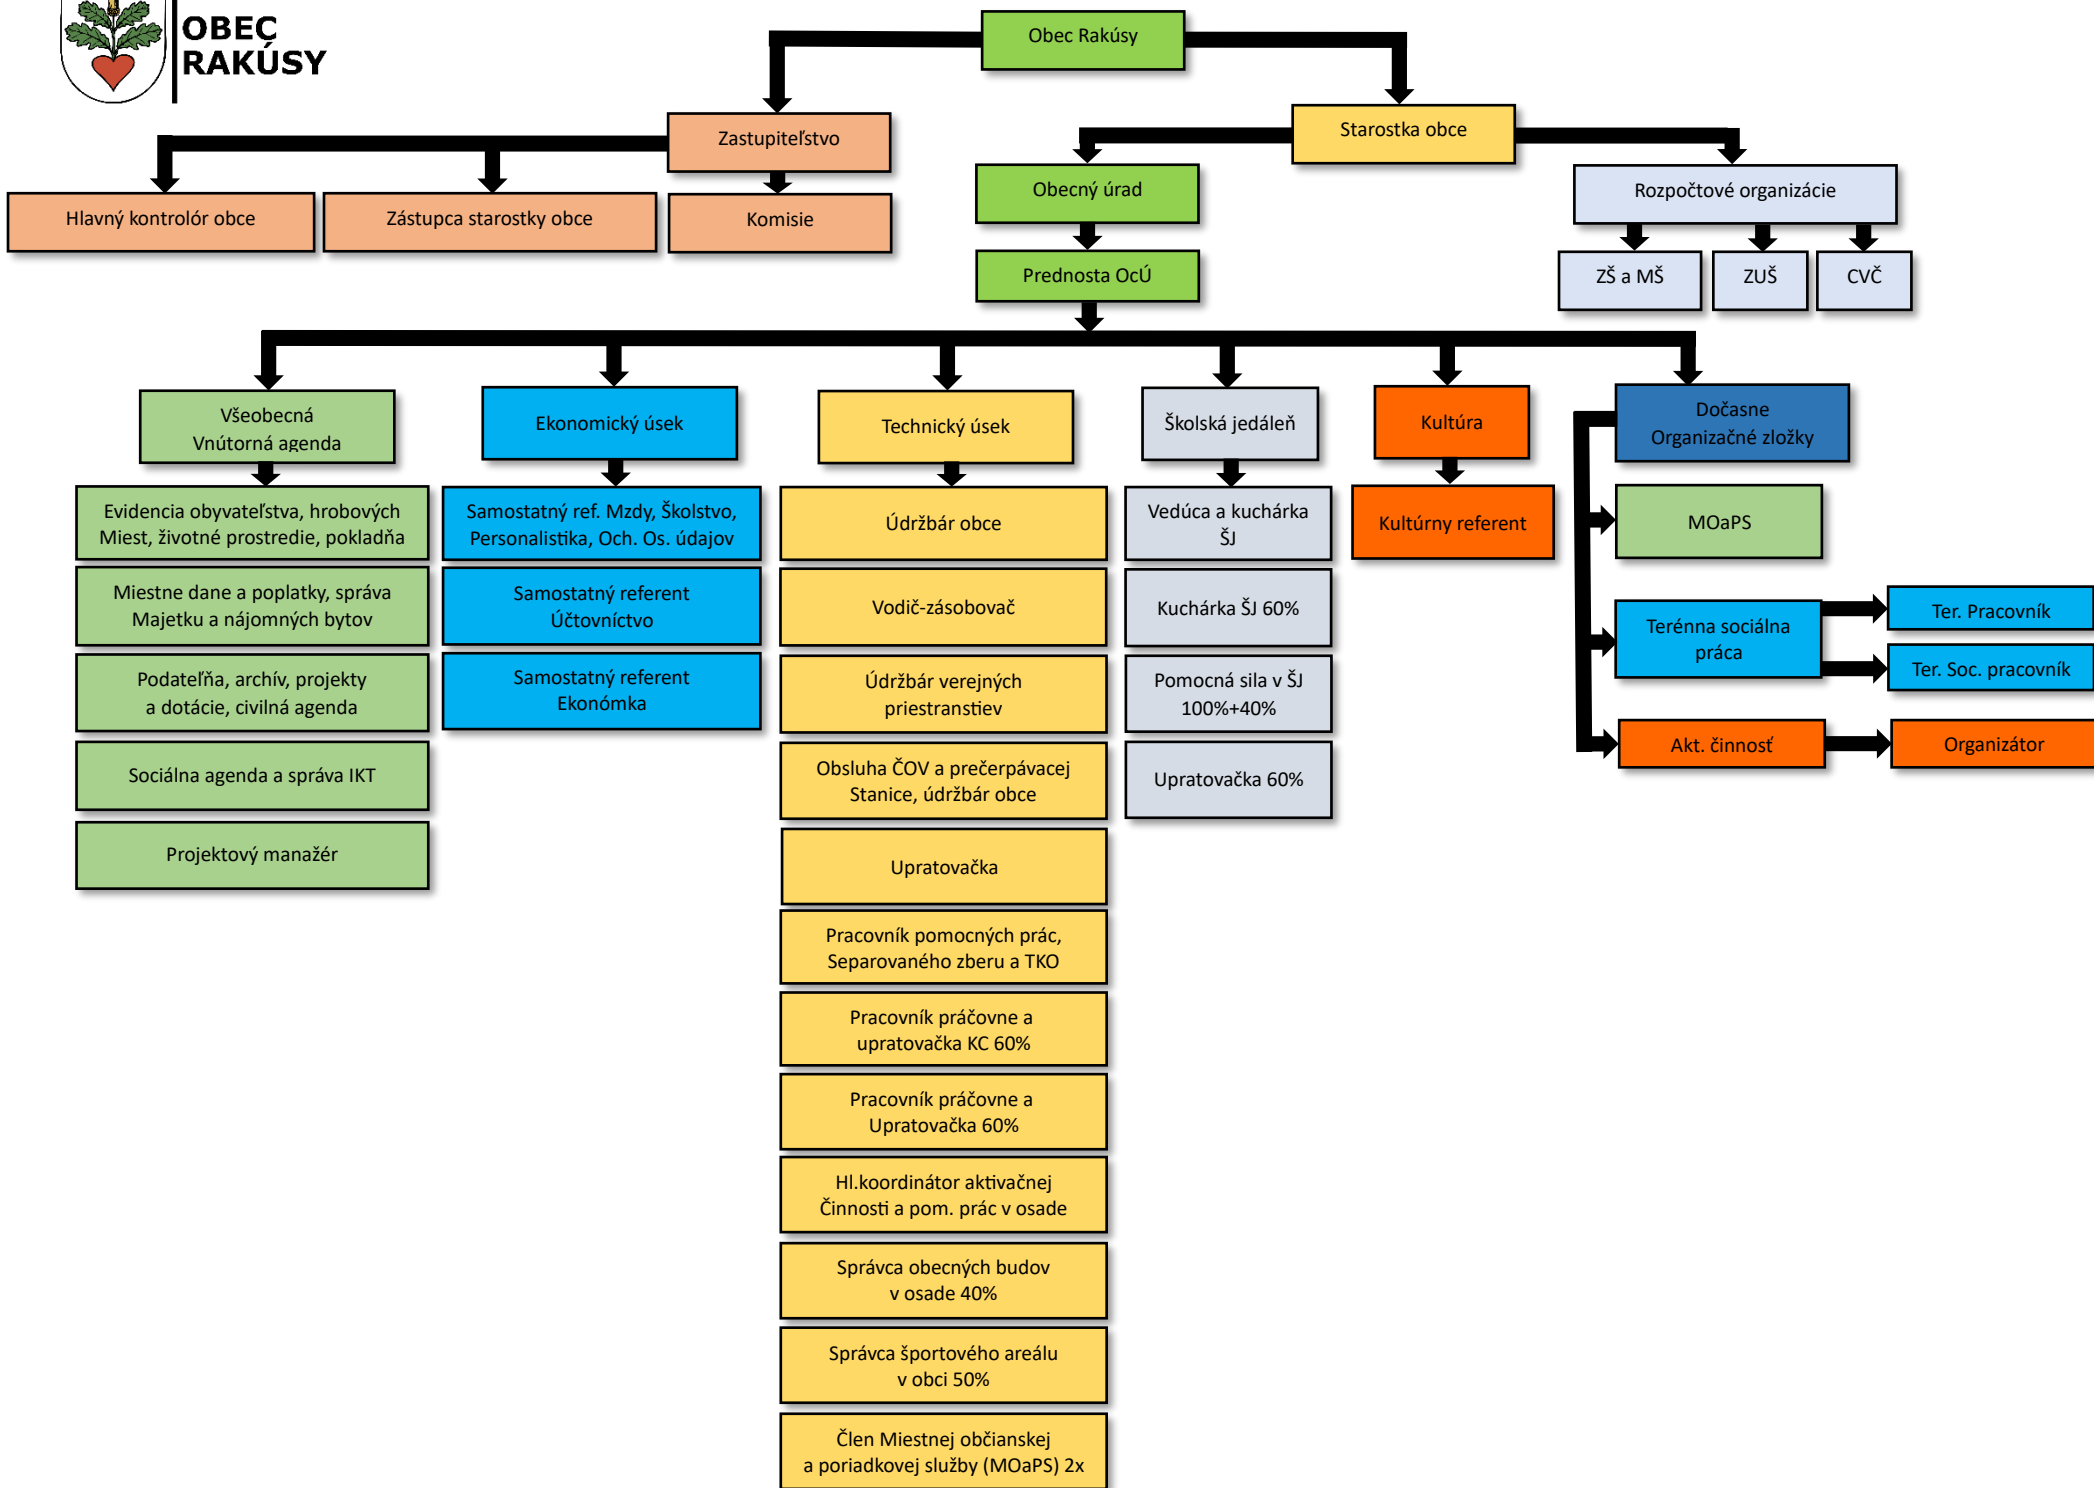 OBEC
RAKÚSY
Obec Rakúsy
Zastupiteľstvo
Starostka obce
Hlavný kontrolór obce
Zástupca starostky obce
Komisie
Obecný úrad
Prednosta OcÚ
Rozpočtové organizácie
ZŠ a MŠ
ZUŠ
CVČ
Všeobecná
Vnútorná agenda
Evidencia obyvateľstva, hrobových
Miest, životné prostredie, pokladňa
Miestne dane a poplatky, správa
Majetku a nájomných bytov
Podateľňa, archív, projekty
a dotácie, civilná agenda
Sociálna agenda a správa IKT
Projektový manažér
Ekonomický úsek
Samostatný ref. Mzdy, Školstvo,
Personalistika, Och. Os. údajov
Samostatný referent
Účtovníctvo
Samostatný referent
Ekonómka
Technický úsek
Údržbár obce
Vodič-zásobovač
Údržbár verejných
priestranstiev
Obsluha ČOV a prečerpávacej
Stanice, údržbár obce
Upratovačka
Pracovník pomocných prác,
Separovaného zberu a TKO
Pracovník práčovne a
upratovačka KC 60%
Pracovník práčovne a
Upratovačka 60%
Hl.koordinátor aktivačnej
Činnosti a pom. prác v osade
Správca obecných budov
v osade 40%
Správca športového areálu
v obci 50%
Člen Miestnej občianskej
a poriadkovej služby (MOaPS) 2x
Školská jedáleň
Vedúca a kuchárka
ŠJ
Kuchárka ŠJ 60%
Pomocná sila v ŠJ
100%+40%
Upratovačka 60%
Kultúra
Kultúrny referent
Dočasne
Organizačné zložky
MOaPS
Terénna sociálna
práca
Ter. Pracovník
Ter. Soc. pracovník
Akt. činnosť
Organizátor